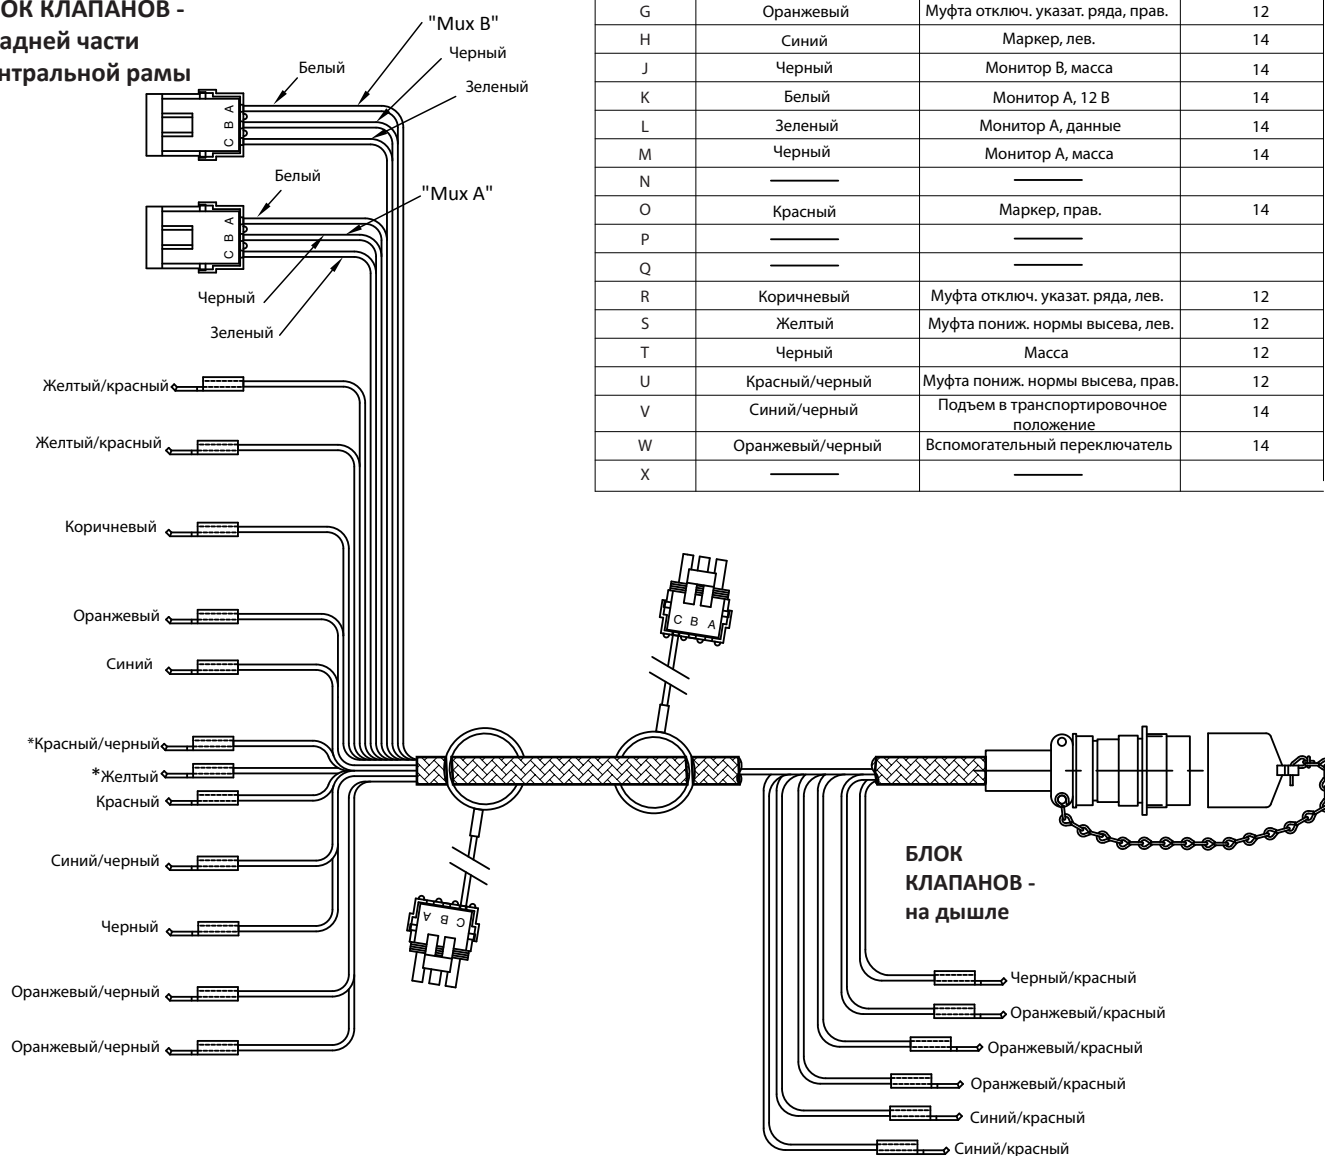 ОК КЛАПАНОВ -
адней части
нтральной рамы
"Mux B"
Черный
Белый
Зеленый
A
B
C
Белый
"Mux A"
A
B
C
Черный
Зеленый
G Оранжевый Муфта отключ. указат. ряда, прав. 12
H Синий Маркер, лев. 14
J Черный Монитор B, масса 14
K Белый Монитор A, 12 В 14
L Зеленый Монитор A, данные 14
M Черный Монитор A, масса 14
N
O Красный Маркер, прав. 14
P
Q
R Коричневый Муфта отключ. указат. ряда, лев. 12
S Желтый Муфта пониж. нормы высева, лев. 12
T Черный Масса 12
U Красный/черный Муфта пониж. нормы высева, прав. 12
V Синий/черный Подъем в транспортировочное
положение 14
W Оранжевый/черный Вспомогательный переключатель 14
X
Желтый/красный
Желтый/красный
Коричневый
Оранжевый
Синий
*Красный/черный
*Желтый
Красный
Синий/черный
Черный
Оранжевый/черный
Оранжевый/черный
C B A
C B A
БЛОК
КЛАПАНОВ -
на дышле
Черный/красный
Оранжевый/красный
Оранжевый/красный
Оранжевый/красный
Синий/красный
Синий/красный